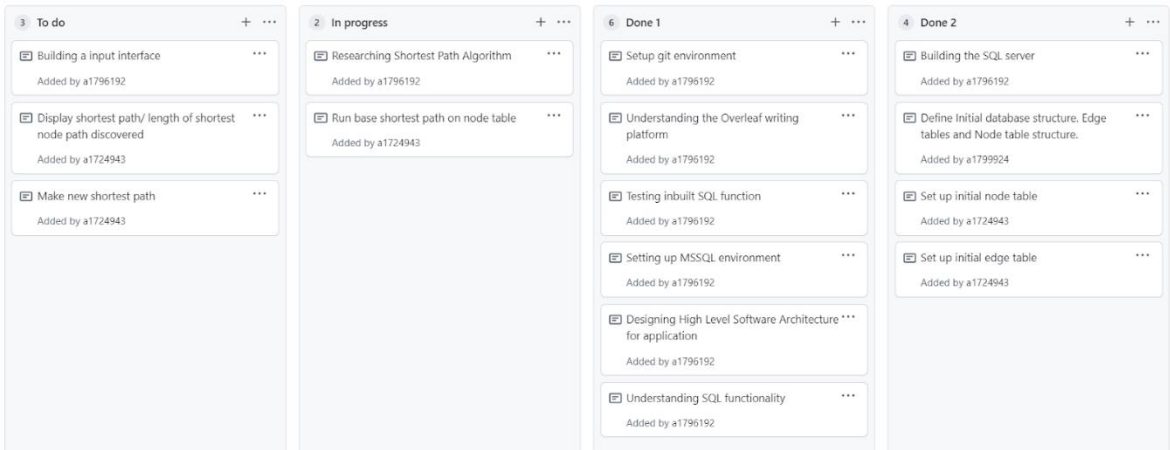 3 To do
Building a input interface
Added by a1796192
Display shortest path/ length of shortest
node path discovered
Added by a1724943
Make new shortest path
Added by a1724943
2 In progress
Researching Shortest Path Algorithm
Added by a1796192
Run base shortest path on node table
Added by a1724943
6 Done 1
Setup git environment
Added by a1796192
Understanding the Overleaf writing
platform
Added by a1796192
Testing inbuilt SQL function
Added by a1796192
Setting up MSSQL environment
Added by a1796192
Designing High Level Software Architecture
for application
Added by a1796192
Understanding SQL functionality
Added by a1796192
4 Done 2
Building the SQL server
Added by a1796192
Define Initial database structure. Edge
tables and Node table structure.
Added by a1799924
Set up initial node table
Added by a1724943
Set up initial edge table
Added by a1724943